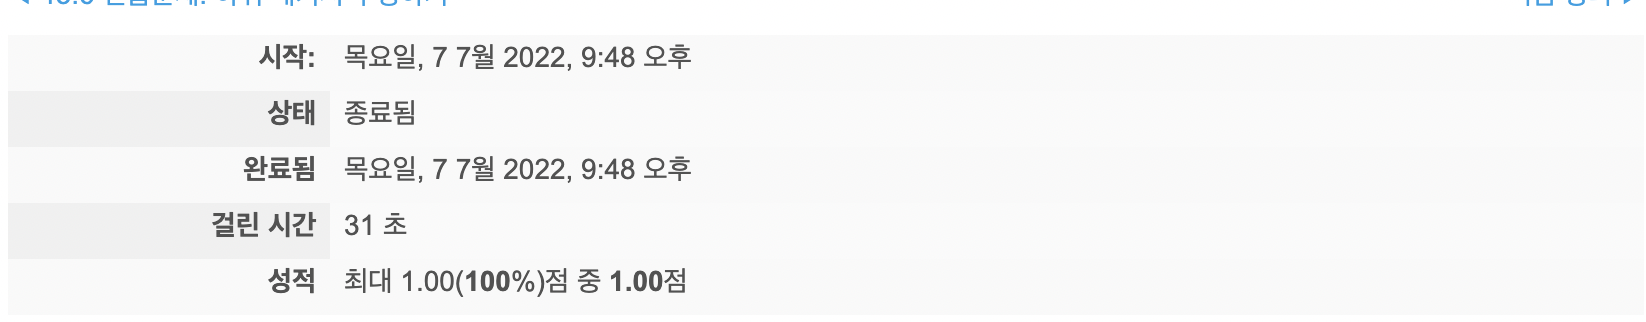 시작: 목요일, 7 7월 2022, 9:48 오후
상태 종료됨
완료됨 목요일, 7 7월 2022, 9:48 오후
걸린 시간 31 초
성적 최대 1.00(100%)점 중 1.00점